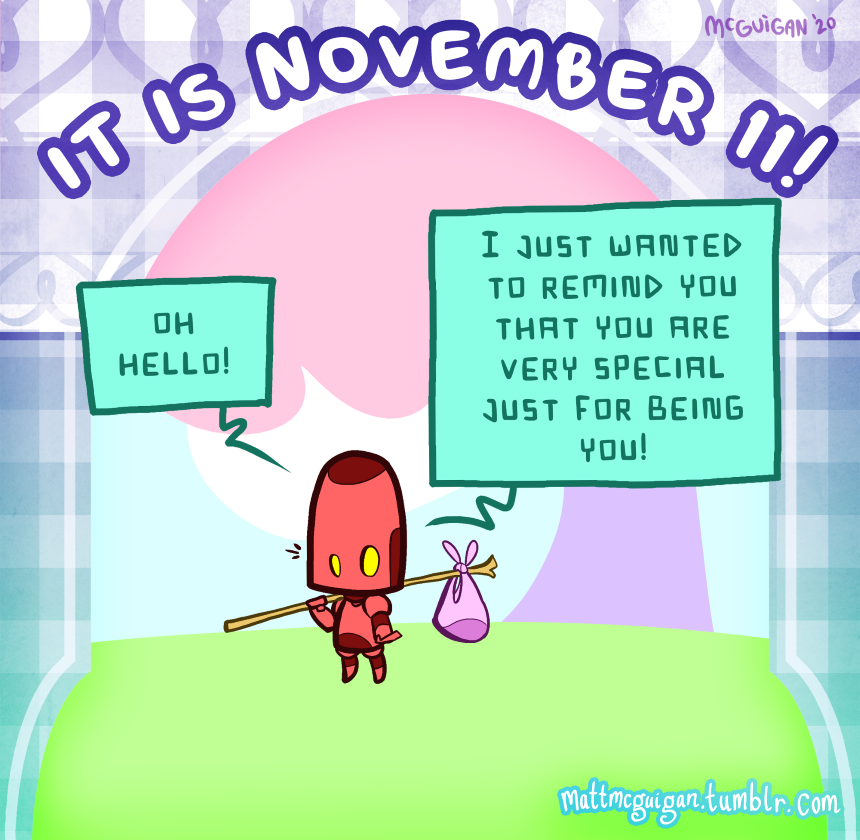 McGUiGAN '20
IT IS NOVEMBER 11!
OH
HELLO!
I JUST WANTED
TO REMIND YOU
THAT YOU ARE
VERY SPECIAL
JUST FOR BEING
YOU!
mattmcguigan.tumblr.com